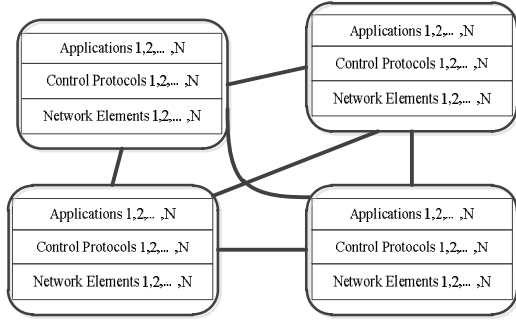 Applications 1,2,... ,N
Control Protocols 1,2,... ,N
Network Elements 1,2,... ,N
Applications 1,2,... ,N
Control Protocols 1,2,... ,N
Network Elements 1,2,... ,N
Applications 1,2,... ,N
Control Protocols 1,2,... ,N
Network Elements 1,2,... ,N
Applications 1,2,... ,N
Control Protocols 1,2,... ,N
Network Elements 1,2,... ,N